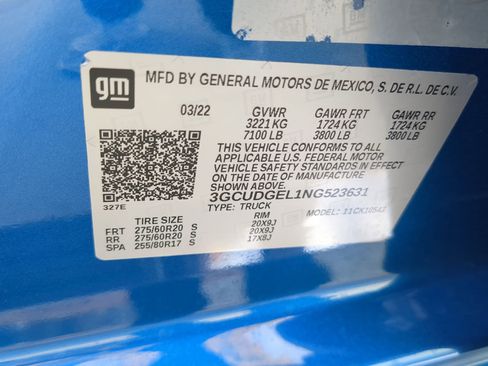 gm
MFD BY GENERAL MOTORS DE MEXICO, S. DE R.L. DE C.V.
03/22 GVWR GAWR FRT GAWR RR
3221 KG 1724 KG 1724 KG
7100 LB 3800 LB 3800 LB
THIS VEHICLE CONFORMS TO ALL
APPLICABLE U.S. FEDERAL MOTOR
VEHICLE SAFETY STANDARDS IN EFFECT
ON THE DATE OF MANUFACTURE SHOWN ABOVE.
3GCUDGEL1NG523631
327E TYPE: TRUCK MODEL: 11CK10543
TIRE SIZE RIM
FRT 275/60R20 S 20X9J
RR 275/60R20 S 20X9J
SPA 255/80R17 S 17X8J